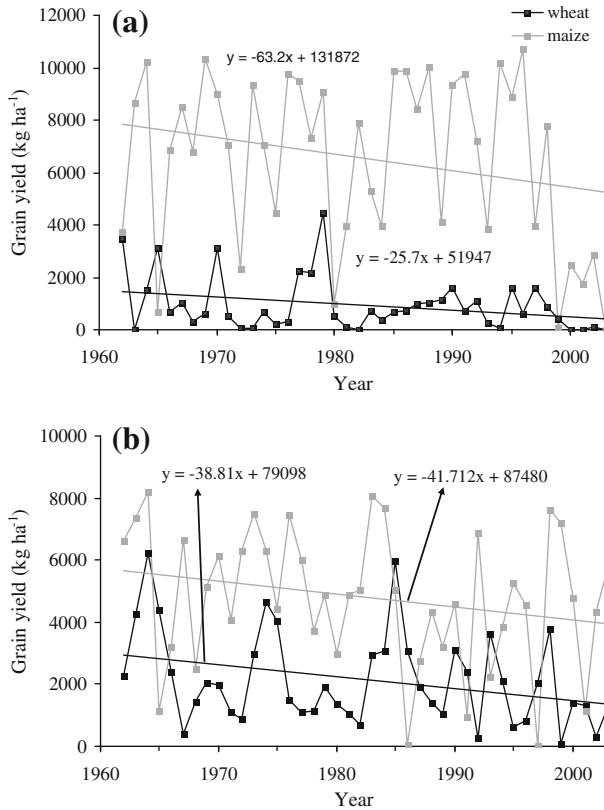 (a)
wheat
maize
12000
10000
8000
6000
4000
2000
0
Grain yield (kg ha-1)
y = -63.2x + 131872
y = -25.7x + 51947
1960 1970 1980 1990 2000
Year
(b)
10000
8000
6000
4000
2000
0
Grain yield (kg ha-1)
y = -38.81x + 79098
y = -41.712x + 87480
1960 1970 1980 1990 2000
Year